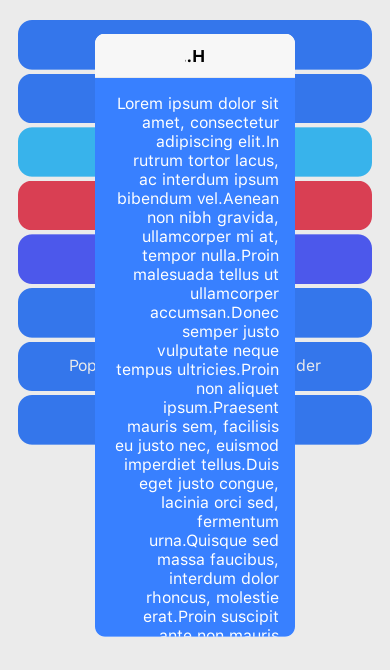 .H
Lorem ipsum dolor sit
amet, consectetur
adipiscing elit.In
rutrum tortor lacus,
ac interdum ipsum
bibendum vel.Aenean
non nibh gravida,
ullamcorper mi at,
tempor nulla.Proin
malesuada tellus ut
ullamcorper
accumsan.Donec
semper justo
vulputate neque
tempus ultricies.Proin
non aliquet
ipsum.Praesent
mauris sem, facilisis
eu justo nec, euismod
imperdiet tellus.Duis
eget justo congue,
lacinia orci sed,
fermentum
urna.Quisque sed
massa faucibus,
interdum dolor
rhoncus, molestie
erat.Proin suscipit
ante non mauris
Pop
der